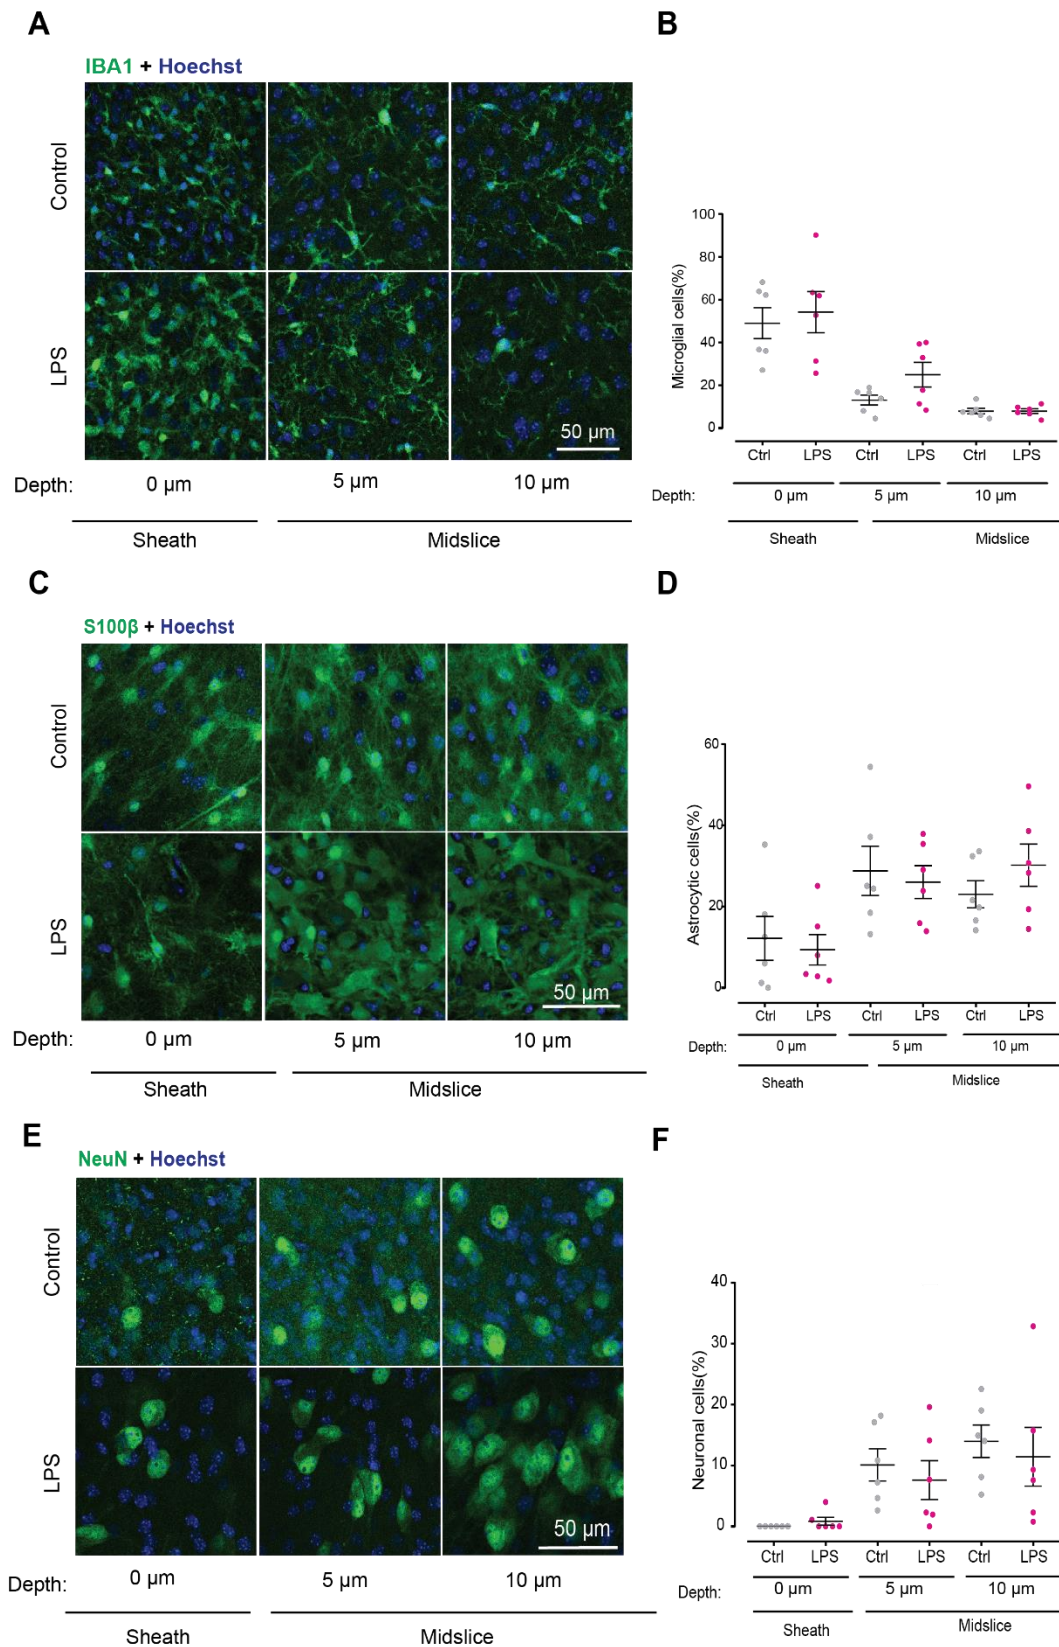 A
IBA1 + Hoechst
Control
LPS
50 µm
Depth: 0 µm 5 µm 10 µm
Sheath Midslice
B
Microglial cells(%)
100
80
60
40
20
0
Ctrl LPS Ctrl LPS Ctrl LPS
Depth: 0 µm 5 µm 10 µm
Sheath Midslice
C
S100β + Hoechst
Control
LPS
50 µm
Depth: 0 µm 5 µm 10 µm
Sheath Midslice
D
Astrocytic cells(%)
60
40
20
0
Ctrl LPS Ctrl LPS Ctrl LPS
Depth: 0 µm 5 µm 10 µm
Sheath Midslice
E
NeuN + Hoechst
Control
LPS
50 µm
Depth: 0 µm 5 µm 10 µm
Sheath Midslice
F
Neuronal cells(%)
40
30
20
10
0
Ctrl LPS Ctrl LPS Ctrl LPS
Depth: 0 µm 5 µm 10 µm
Sheath Midslice